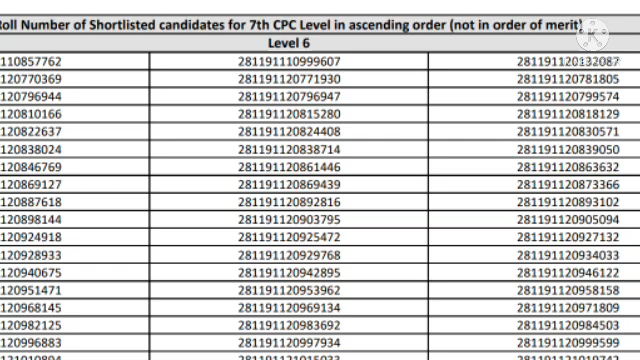 Roll Number of Shortlisted candidates for 7th CPC Level in ascending order (not in order of merit)
Level 6
110857762 281191110999607 281191120132087
120770369 281191120771930 281191120781805
120796944 281191120796947 281191120799574
120810166 281191120815280 281191120818129
120822637 281191120824408 281191120830571
120838024 281191120838714 281191120839050
120846769 281191120861446 281191120863632
120869127 281191120869439 281191120873366
120887618 281191120892816 281191120893102
120898144 281191120903795 281191120905094
120924918 281191120925472 281191120927132
120928933 281191120929768 281191120934033
120940675 281191120942895 281191120946122
120951471 281191120953962 281191120958158
120968145 281191120969134 281191120971809
120982125 281191120983692 281191120984503
120996883 281191120997934 281191120999599